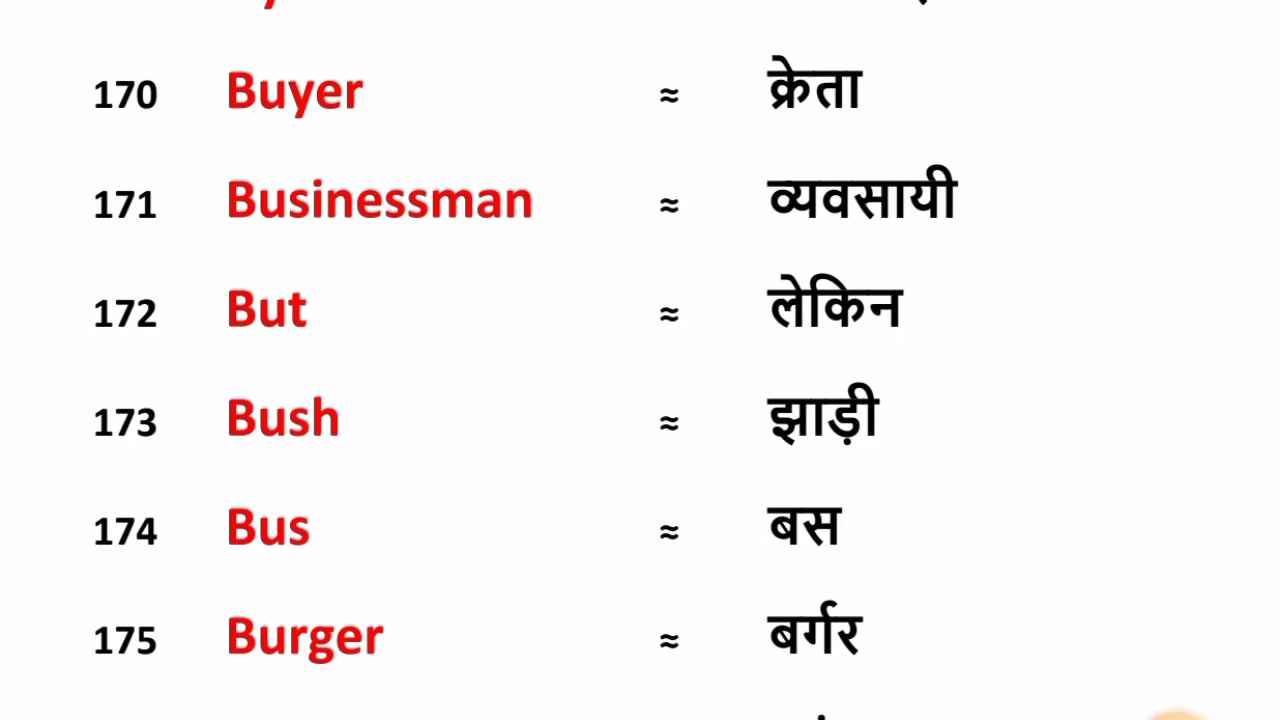 170 Buyer ≈ क्रेता
171 Businessman ≈ व्यवसायी
172 But ≈ लेकिन
173 Bush ≈ झाड़ी
174 Bus ≈ बस
175 Burger ≈ बर्गर